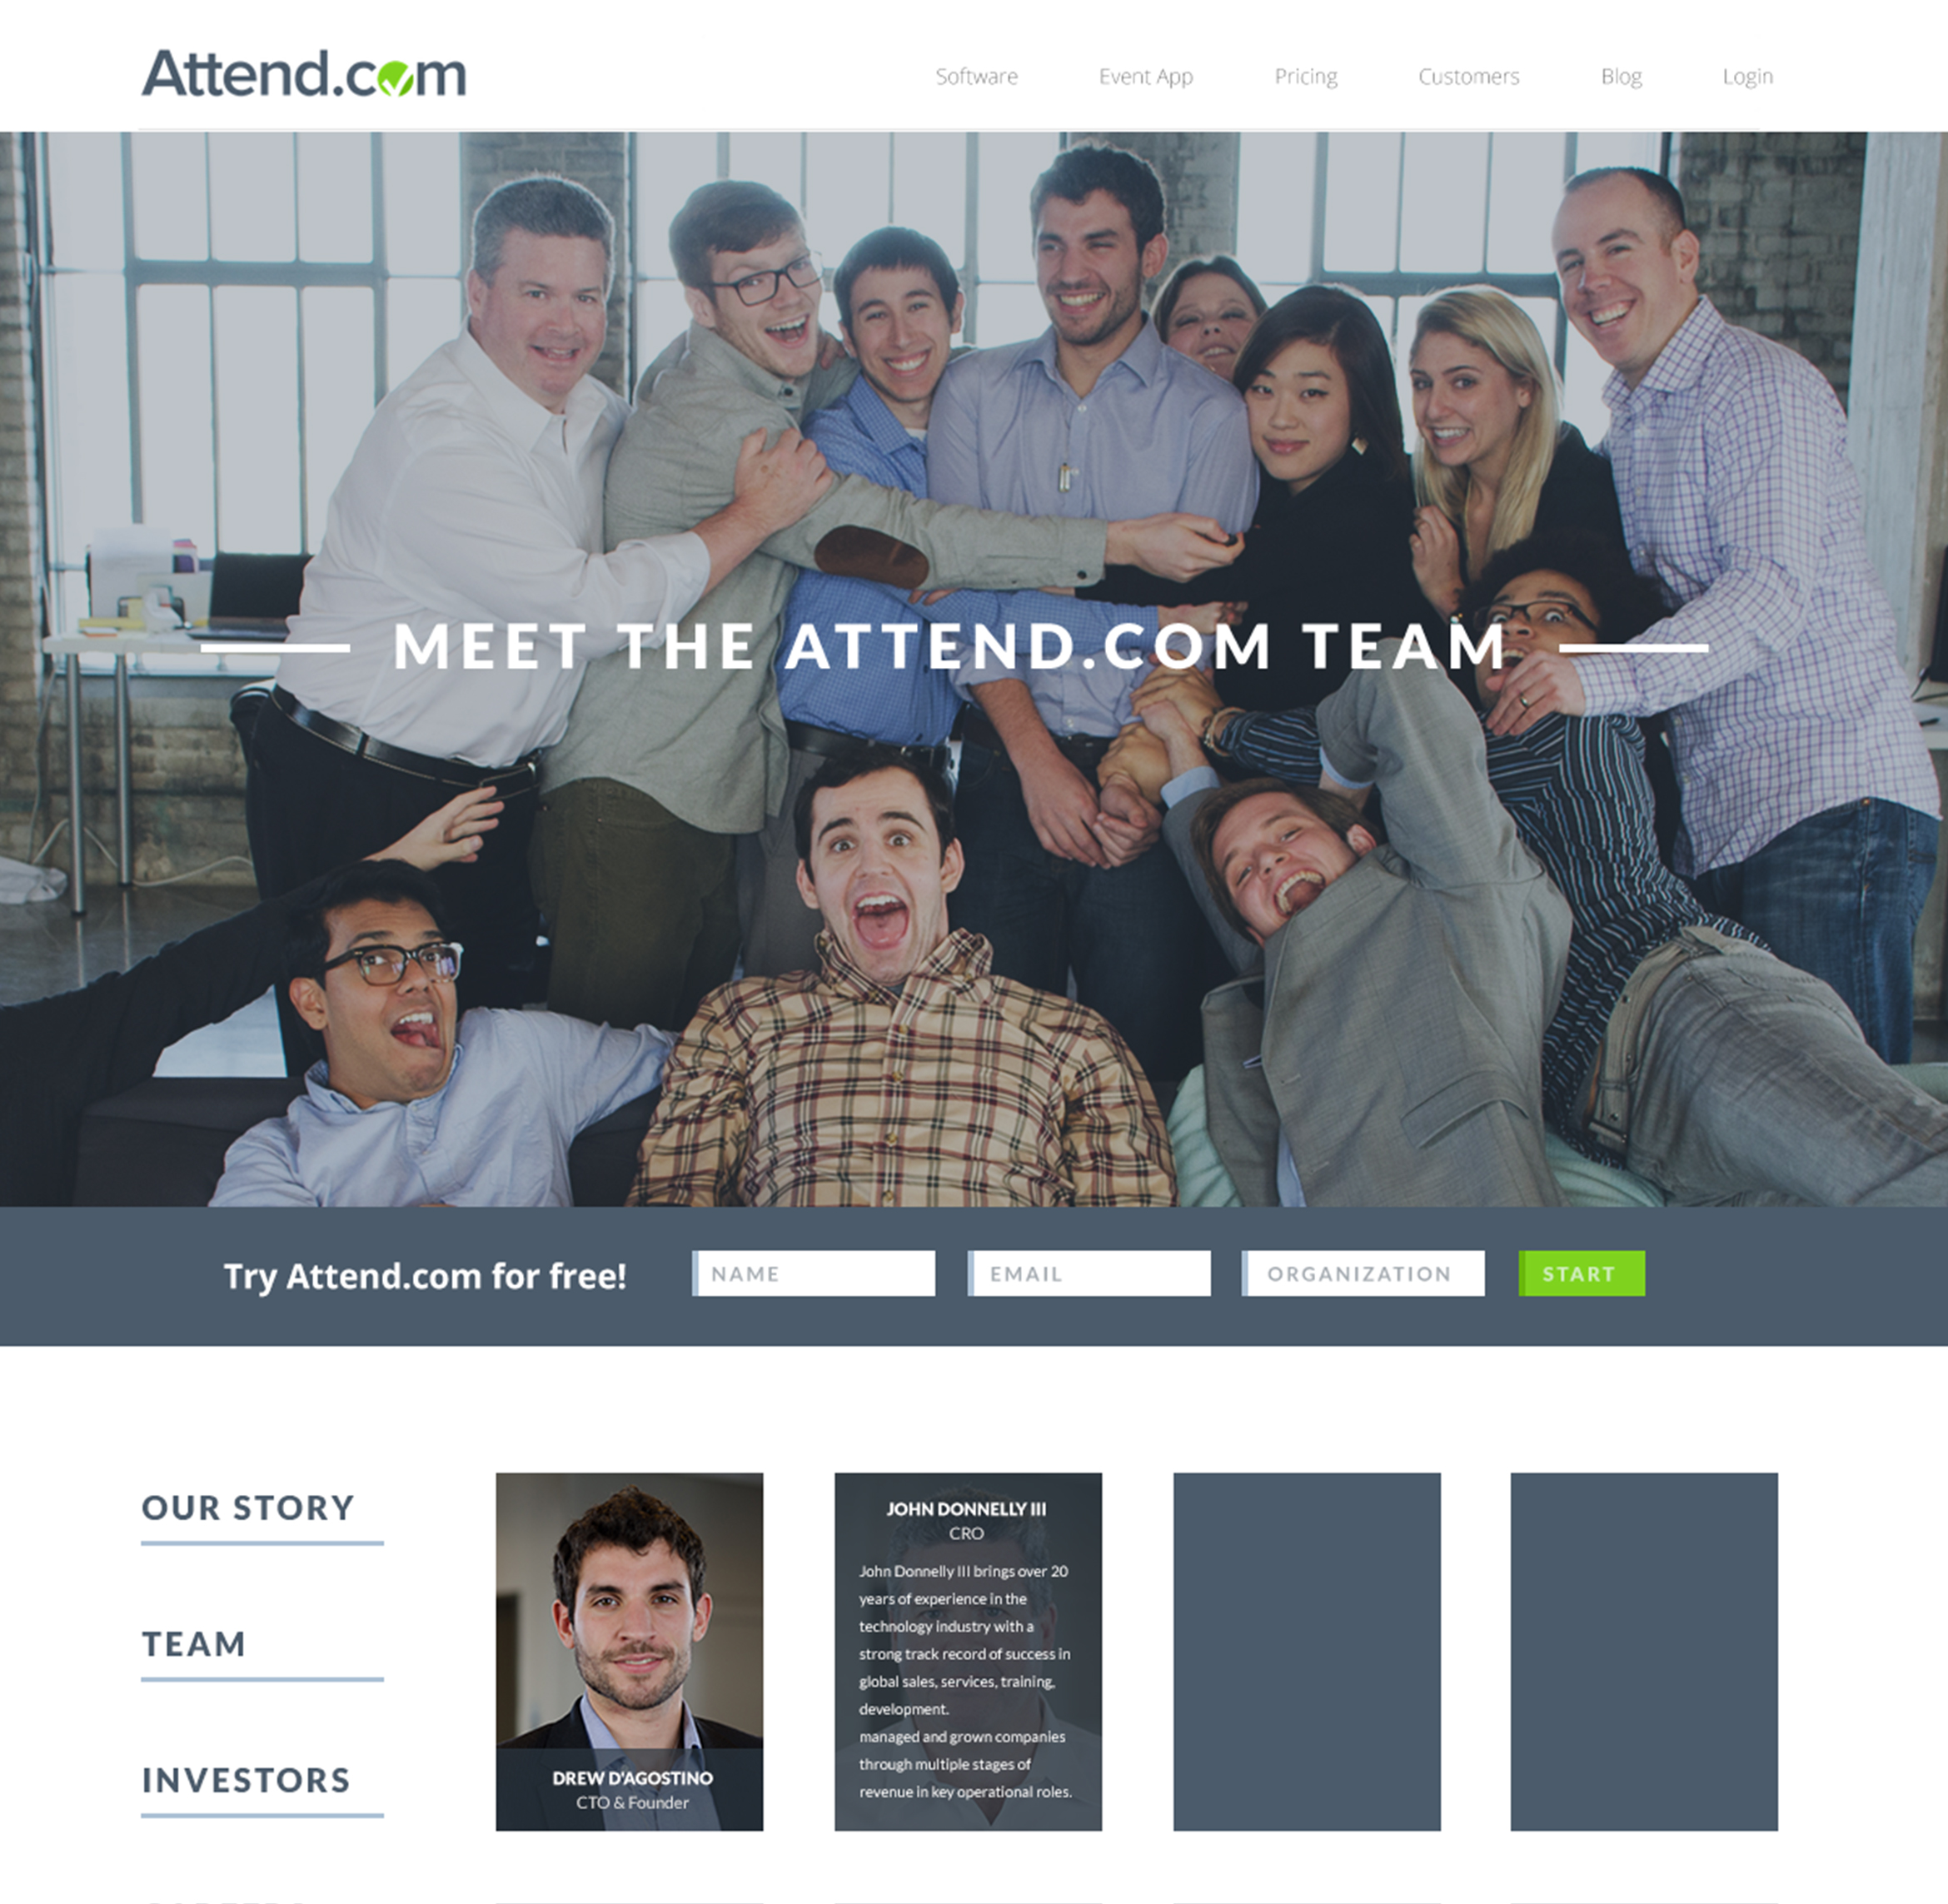 Attend.com
Software Event App Pricing Customers Blog Login
MEET THE ATTEND.COM TEAM
Try Attend.com for free! NAME EMAIL ORGANIZATION START
OUR STORY
TEAM
INVESTORS
DREW D'AGOSTINO
CTO & Founder
JOHN DONNELLY III
CRO
John Donnelly III brings over 20
years of experience in the
technology industry with a
strong track record of success in
global sales, services, training,
development.
managed and grown companies
through multiple stages of
revenue in key operational roles.